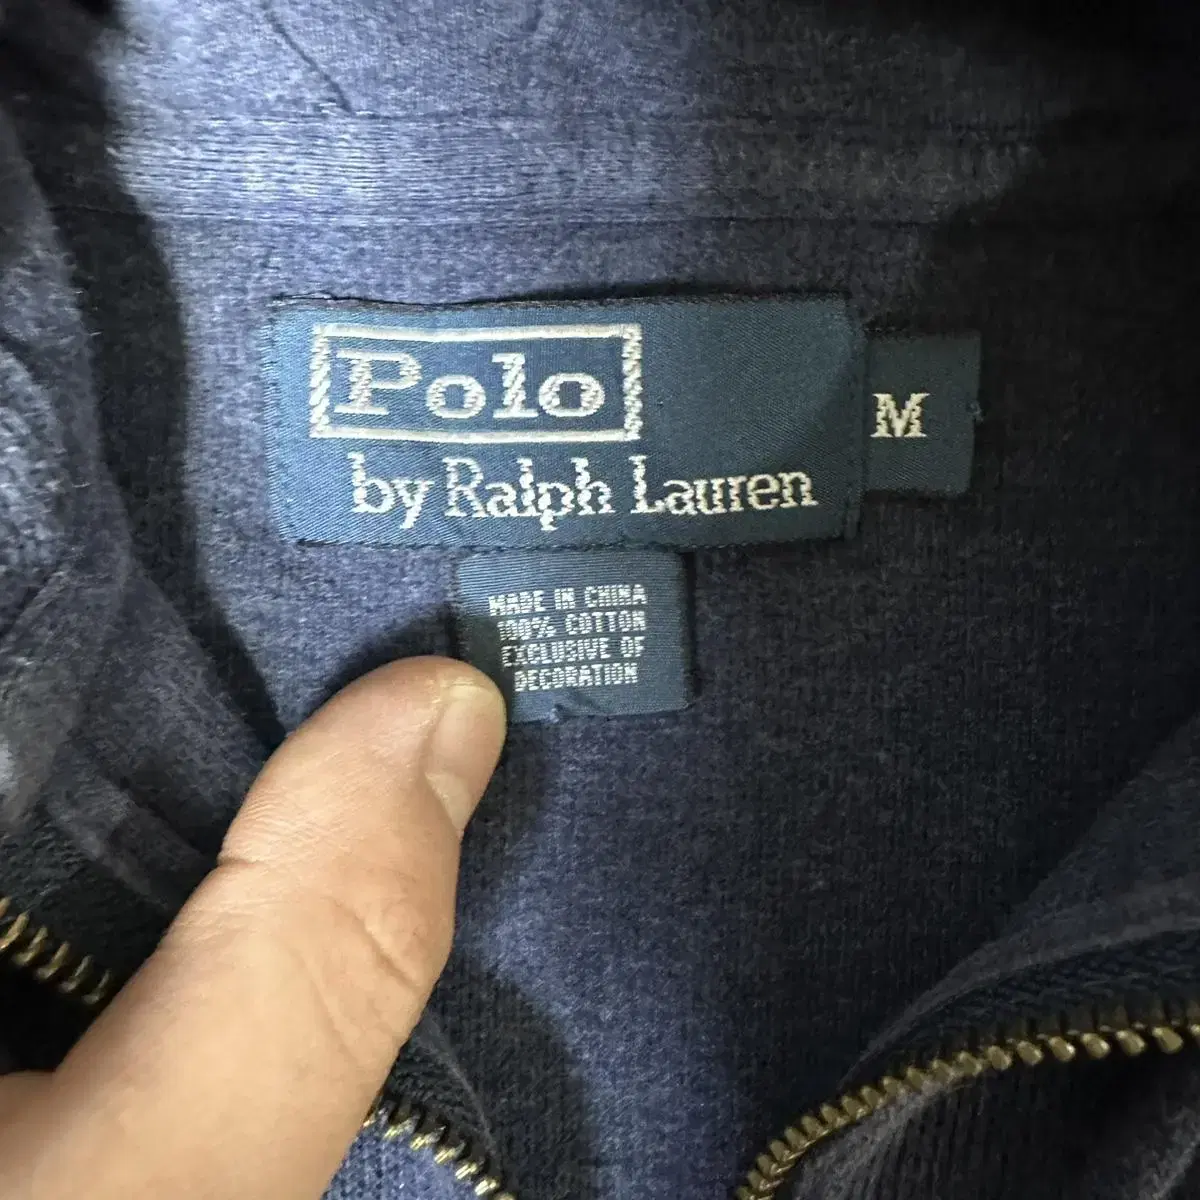 Polo
by Ralph Lauren
M
MADE IN CHINA
100% COTTON
EXCLUSIVE OF
DECORATION